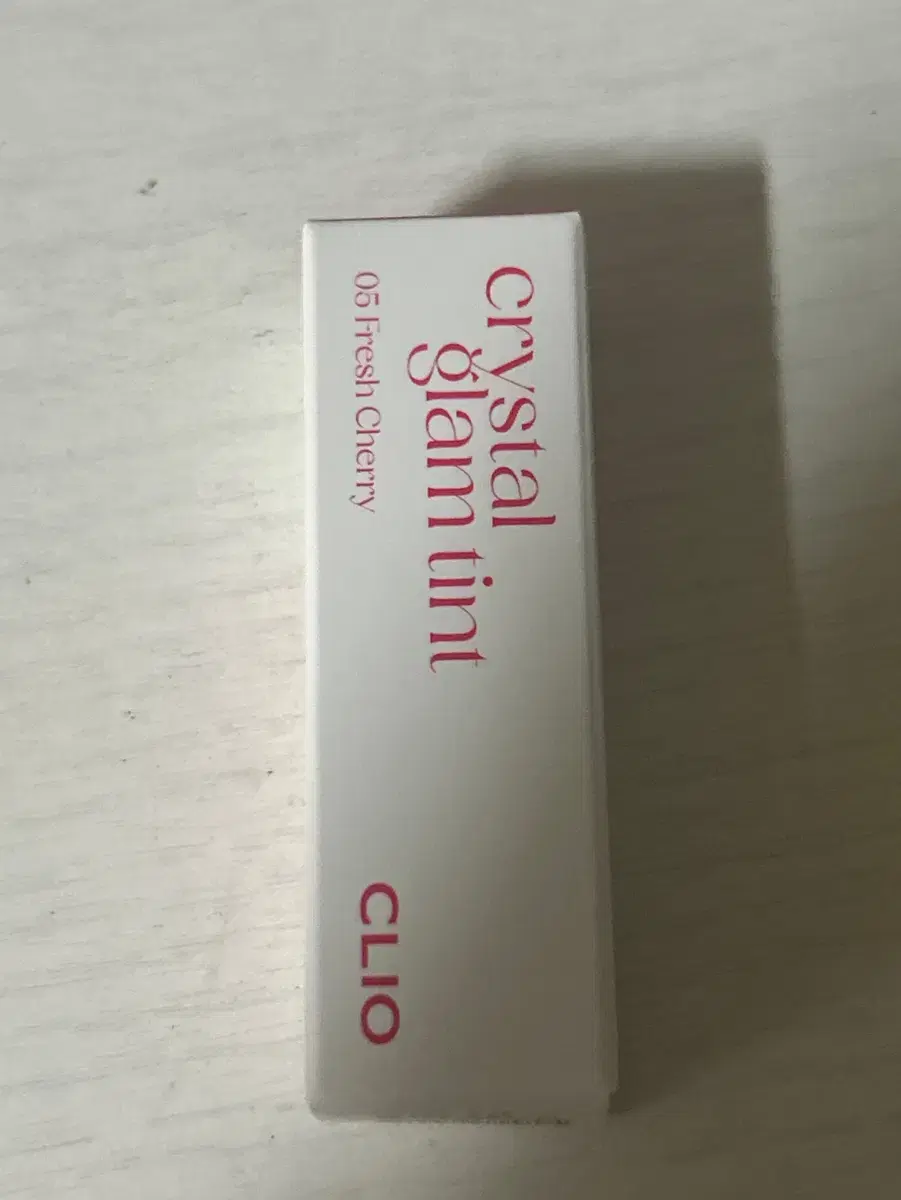 crystal
glam tint
05 Fresh Cherry
CLIO